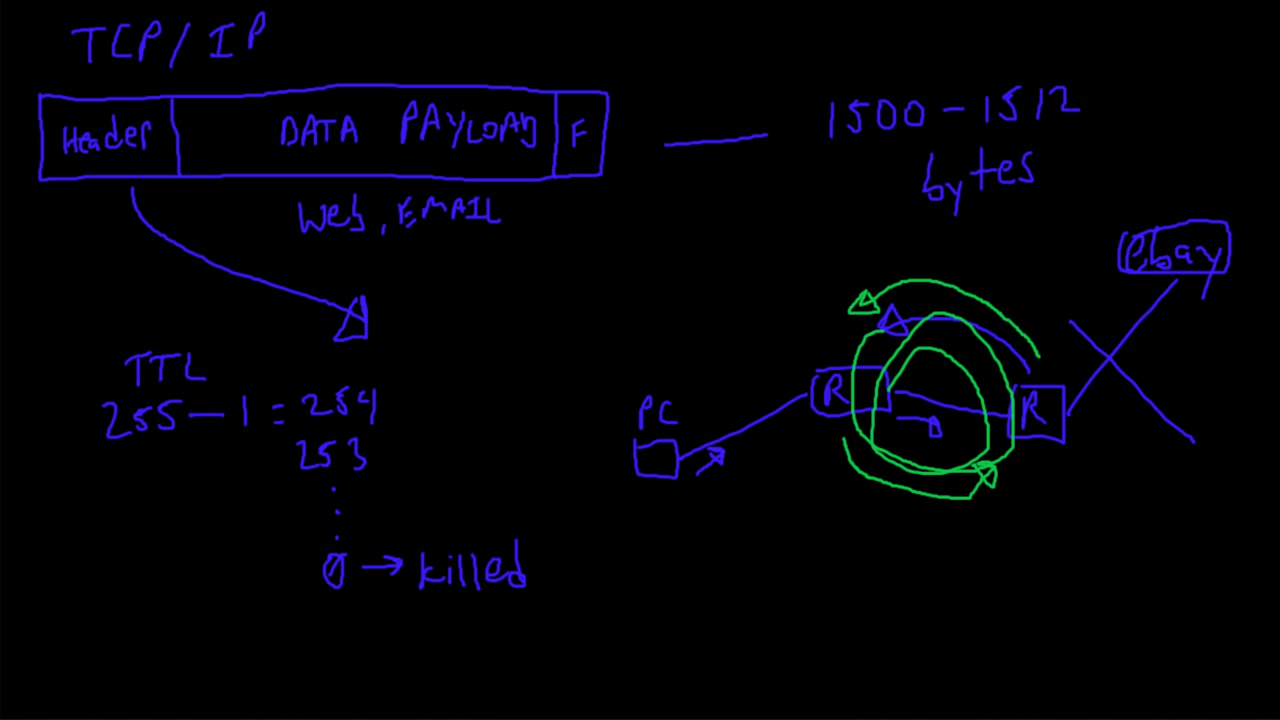 TCP/IP
Header DATA PAYLOAD F
1500-1512
bytes
Web, EMAIL
ebay
TTL
255-1=254
253
0→killed
PC
R
R